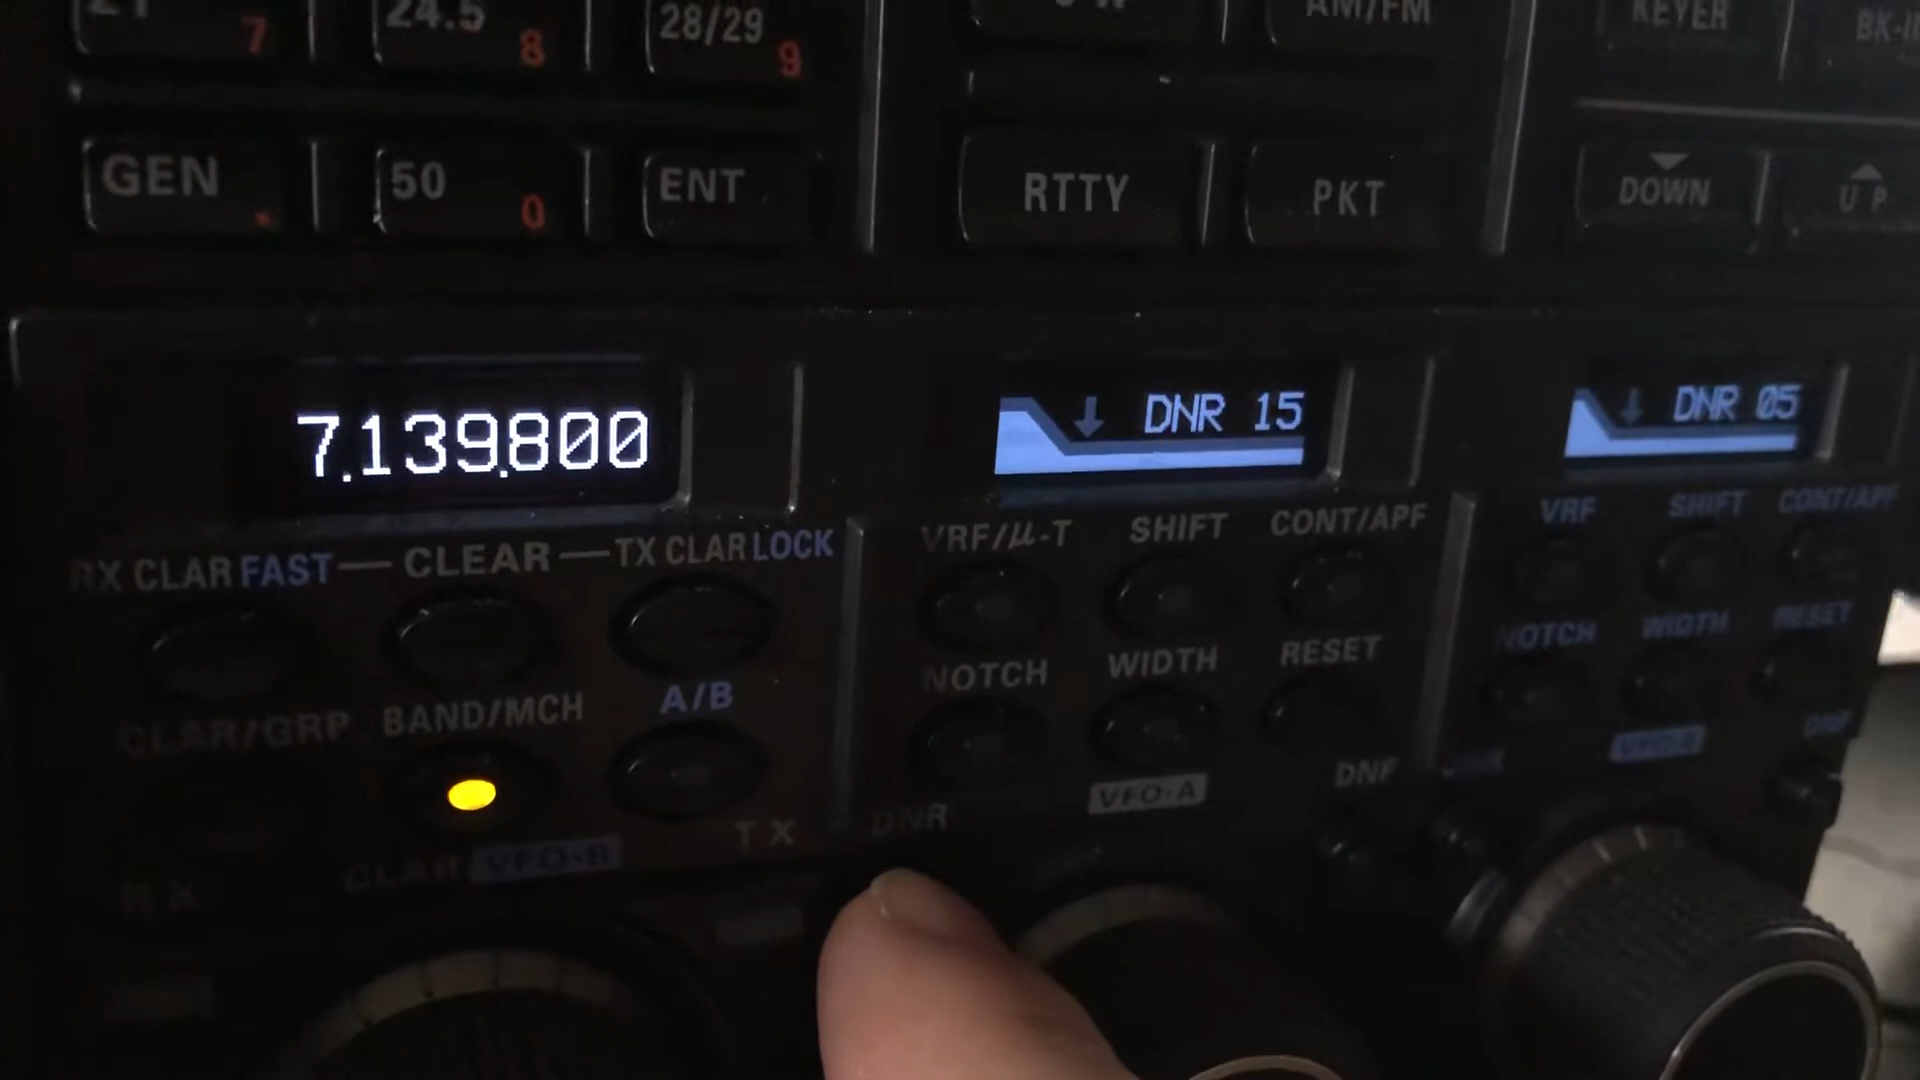 24.5 8
28/29 9
7
AM/FM
KEYER
GEN .
50 0
ENT
RTTY
PKT
DOWN
UP
7.139.800
DNR 15
DNR 05
RX CLAR FAST — CLEAR — TX CLAR LOCK
VRF/μ-T
SHIFT
CONT/APF
VRF
SHIFT
CONT/APF
CLAR/GRP
BAND/MCH
A/B
NOTCH
WIDTH
RESET
NOTCH
WIDTH
RESET
RX
CLAR/VFO-B
TX
DNR
VFO-A
DNF
VFO-B
DNF